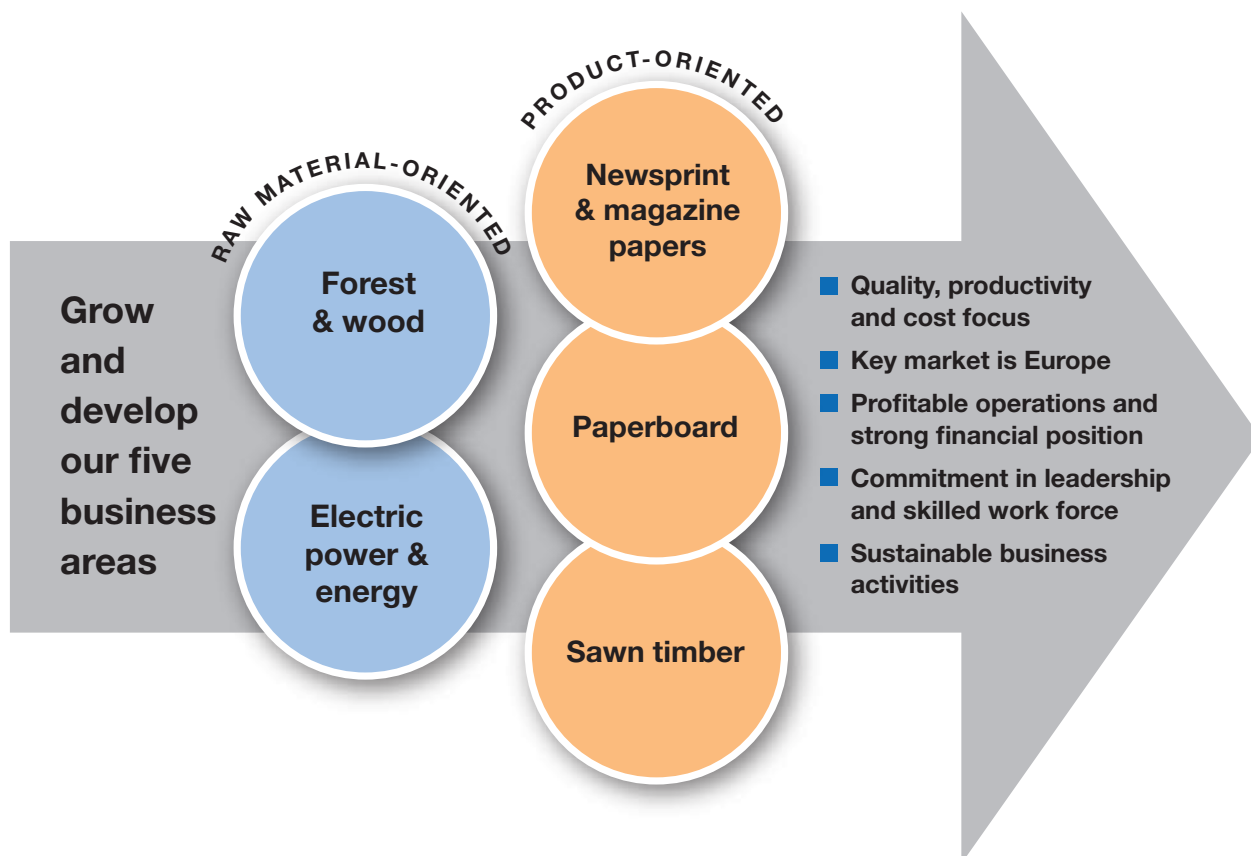 Grow
and
develop
our five
business
areas
RAW MATERIAL-ORIENTED
Forest
& wood
Electric
power &
energy
PRODUCT-ORIENTED
Newsprint
& magazine
papers
Paperboard
Sawn timber
Quality, productivity
and cost focus
Key market is Europe
Profitable operations and
strong financial position
Commitment in leadership
and skilled work force
Sustainable business
activities